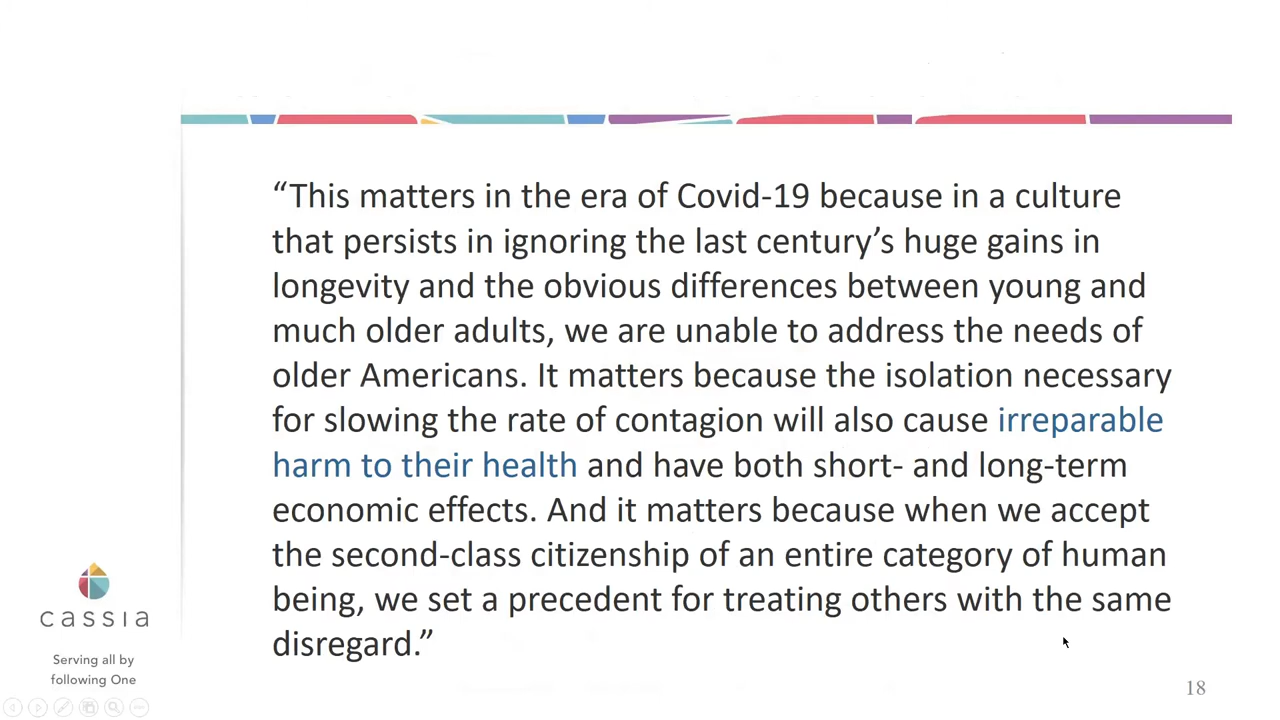 “This matters in the era of Covid-19 because in a culture
that persists in ignoring the last century’s huge gains in
longevity and the obvious differences between young and
much older adults, we are unable to address the needs of
older Americans. It matters because the isolation necessary
for slowing the rate of contagion will also cause irreparable
harm to their health and have both short- and long-term
economic effects. And it matters because when we accept
the second-class citizenship of an entire category of human
being, we set a precedent for treating others with the same
disregard.”
cassia
Serving all by
following One
18